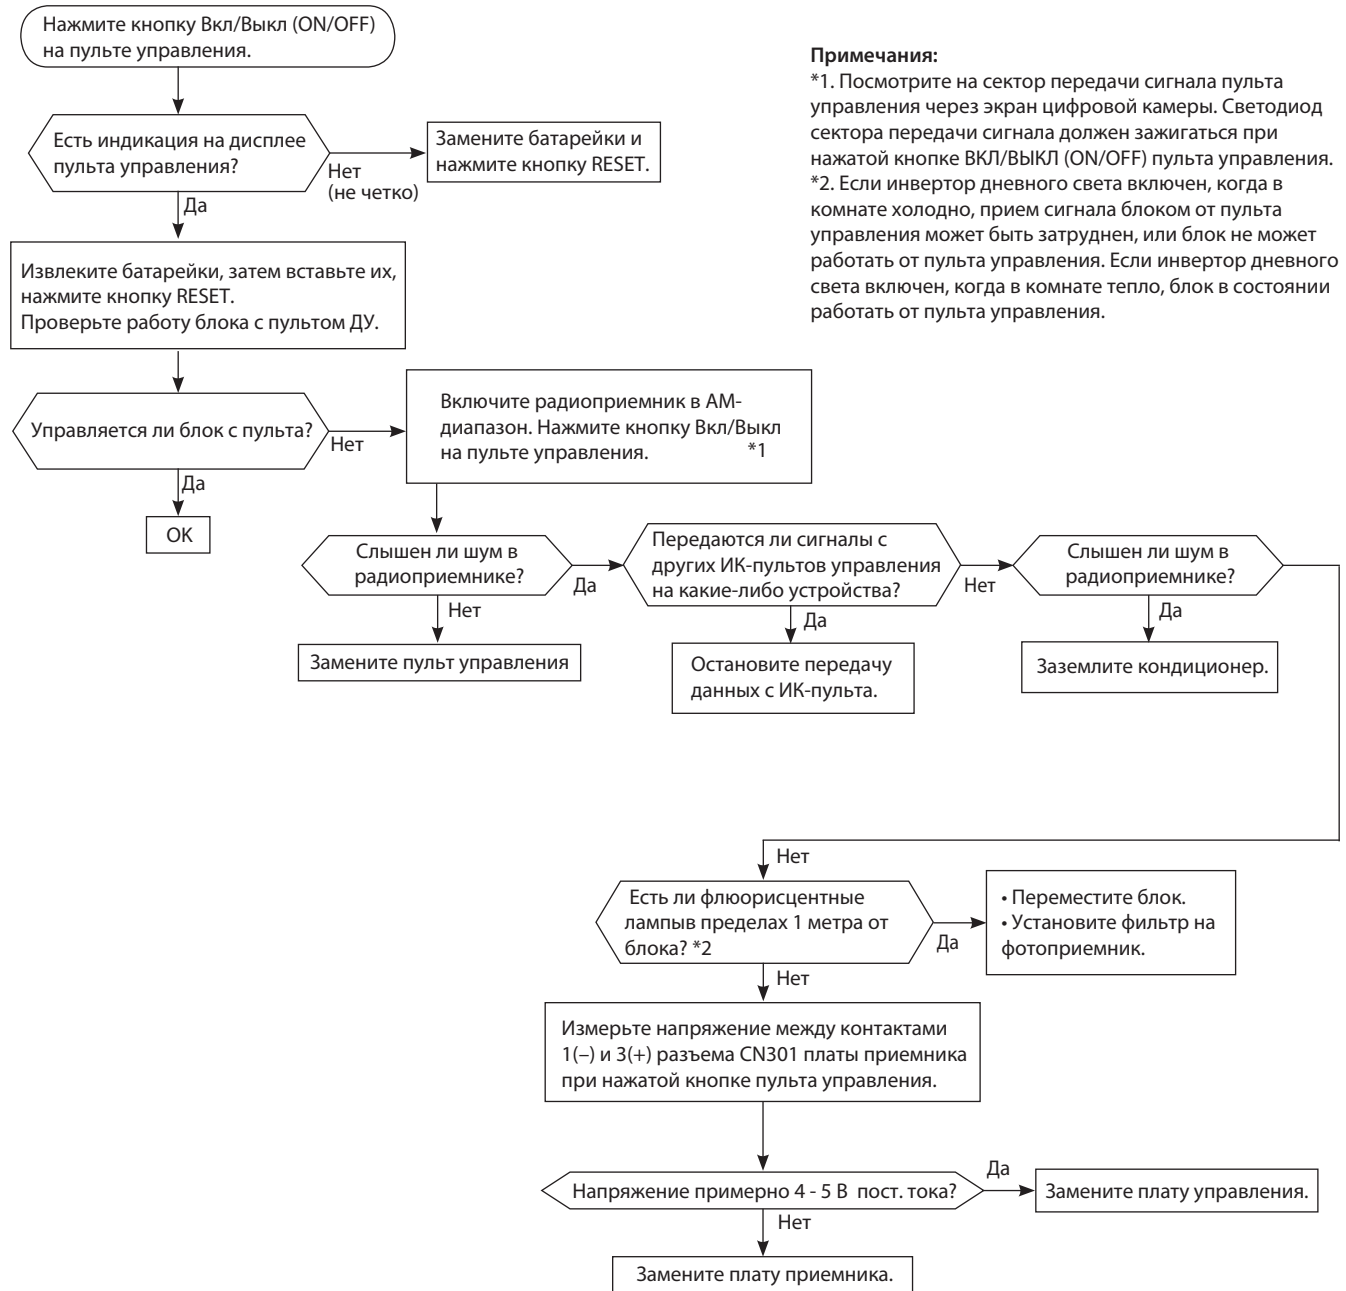 Нажмите кнопку Вкл/Выкл (ON/OFF)
на пульте управления.
Примечания:
*1. Посмотрите на сектор передачи сигнала пульта
управления через экран цифровой камеры. Светодиод
сектора передачи сигнала должен зажигаться при
нажатой кнопке ВКЛ/ВЫКЛ (ON/OFF) пульта управления.
*2. Если инвертор дневного света включен, когда в
комнате холодно, прием сигнала блоком от пульта
управления может быть затруднен, или блок не может
работать от пульта управления. Если инвертор дневного
света включен, когда в комнате тепло, блок в состоянии
работать от пульта управления.
Есть индикация на дисплее
пульта управления?
Нет
(не четко)
Замените батарейки и
нажмите кнопку RESET.
Да
Извлеките батарейки, затем вставьте их,
нажмите кнопку RESET.
Проверьте работу блока с пультом ДУ.
Управляется ли блок с пульта?
Нет
Включите радиоприемник в АМ-
диапазон. Нажмите кнопку Вкл/Выкл
на пульте управления. *1
Да
OK
Слышен ли шум в
радиоприемнике?
Да
Передаются ли сигналы с
других ИК-пультов управления
на какие-либо устройства?
Нет
Слышен ли шум в
радиоприемнике?
Нет
Замените пульт управления
Да
Остановите передачу
данных с ИК-пульта.
Да
Заземлите кондиционер.
Нет
Есть ли флюорисцентные
лампыв пределах 1 метра от
блока? *2
Да
• Переместите блок.
• Установите фильтр на
фотоприемник.
Нет
Измерьте напряжение между контактами
1(–) и 3(+) разъема CN301 платы приемника
при нажатой кнопке пульта управления.
Напряжение примерно 4 - 5 В пост. тока?
Да
Замените плату управления.
Нет
Замените плату приемника.